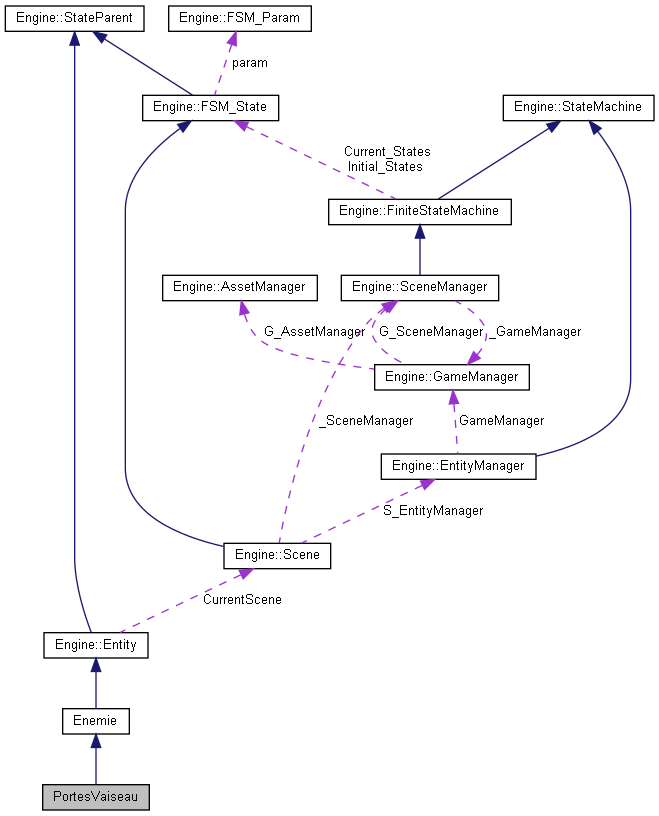 Engine::StateParent
Engine::FSM_Param
param
Engine::FSM_State
Engine::StateMachine
Current_States
Initial_States
Engine::FiniteStateMachine
Engine::AssetManager
Engine::SceneManager
G_AssetManager
G_SceneManager
_GameManager
Engine::GameManager
_SceneManager
GameManager
Engine::EntityManager
S_EntityManager
Engine::Scene
CurrentScene
Engine::Entity
Enemie
PortesVaiseau